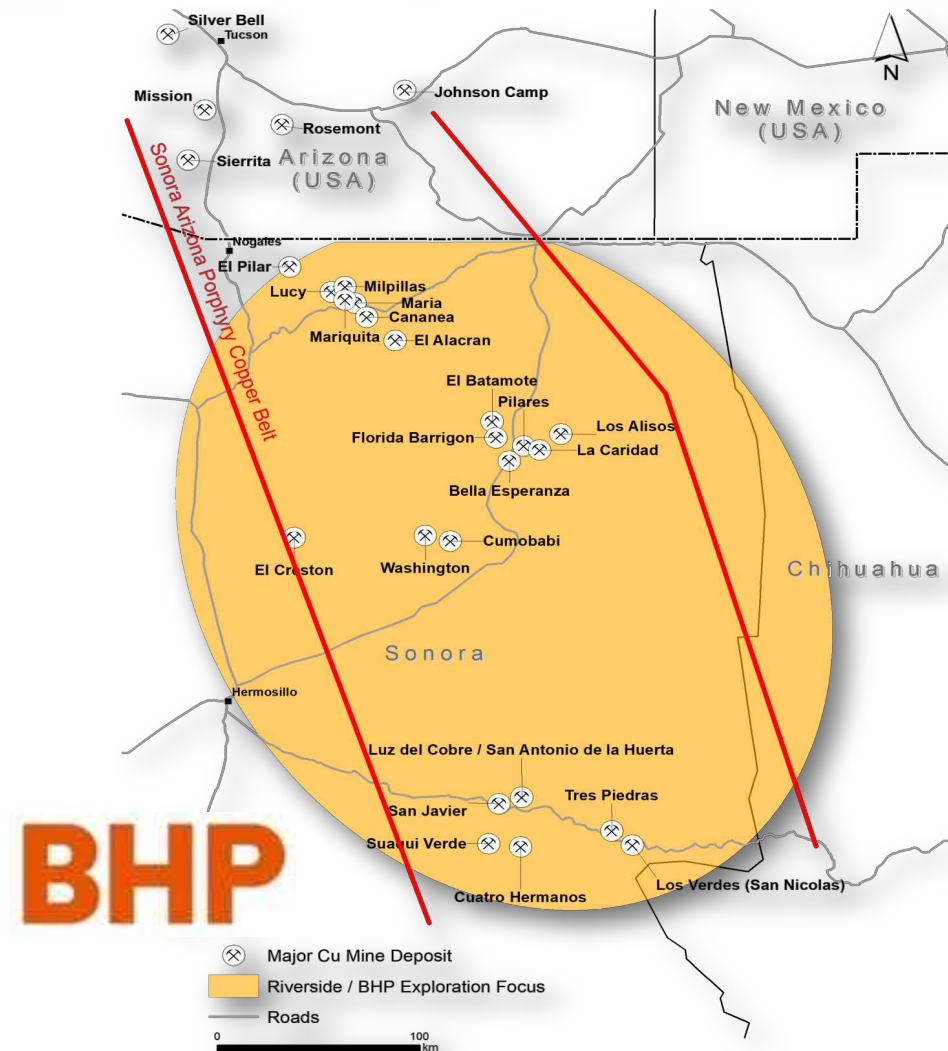 Silver Bell
Tucson
Mission
Johnson Camp
New Mexico
(USA)
N
Rosemont
Sierrita
Arizona
(USA)
Sonora Arizona Porphyry Copper Belt
Nogales
El Pilar
Lucy
Milpillas
Maria
Cananea
Mariquita
El Alacran
El Batamote
Pilares
Los Alisos
Florida Barrigon
La Caridad
Bella Esperanza
El Creston
Washington
Cumobabi
Chihuahua
Sonora
Hermosillo
Luz del Cobre / San Antonio de la Huerta
San Javier
Tres Piedras
Suaqui Verde
Cuatro Hermanos
Los Verdes (San Nicolas)
BHP
Major Cu Mine Deposit
Riverside / BHP Exploration Focus
Roads
0 100
km